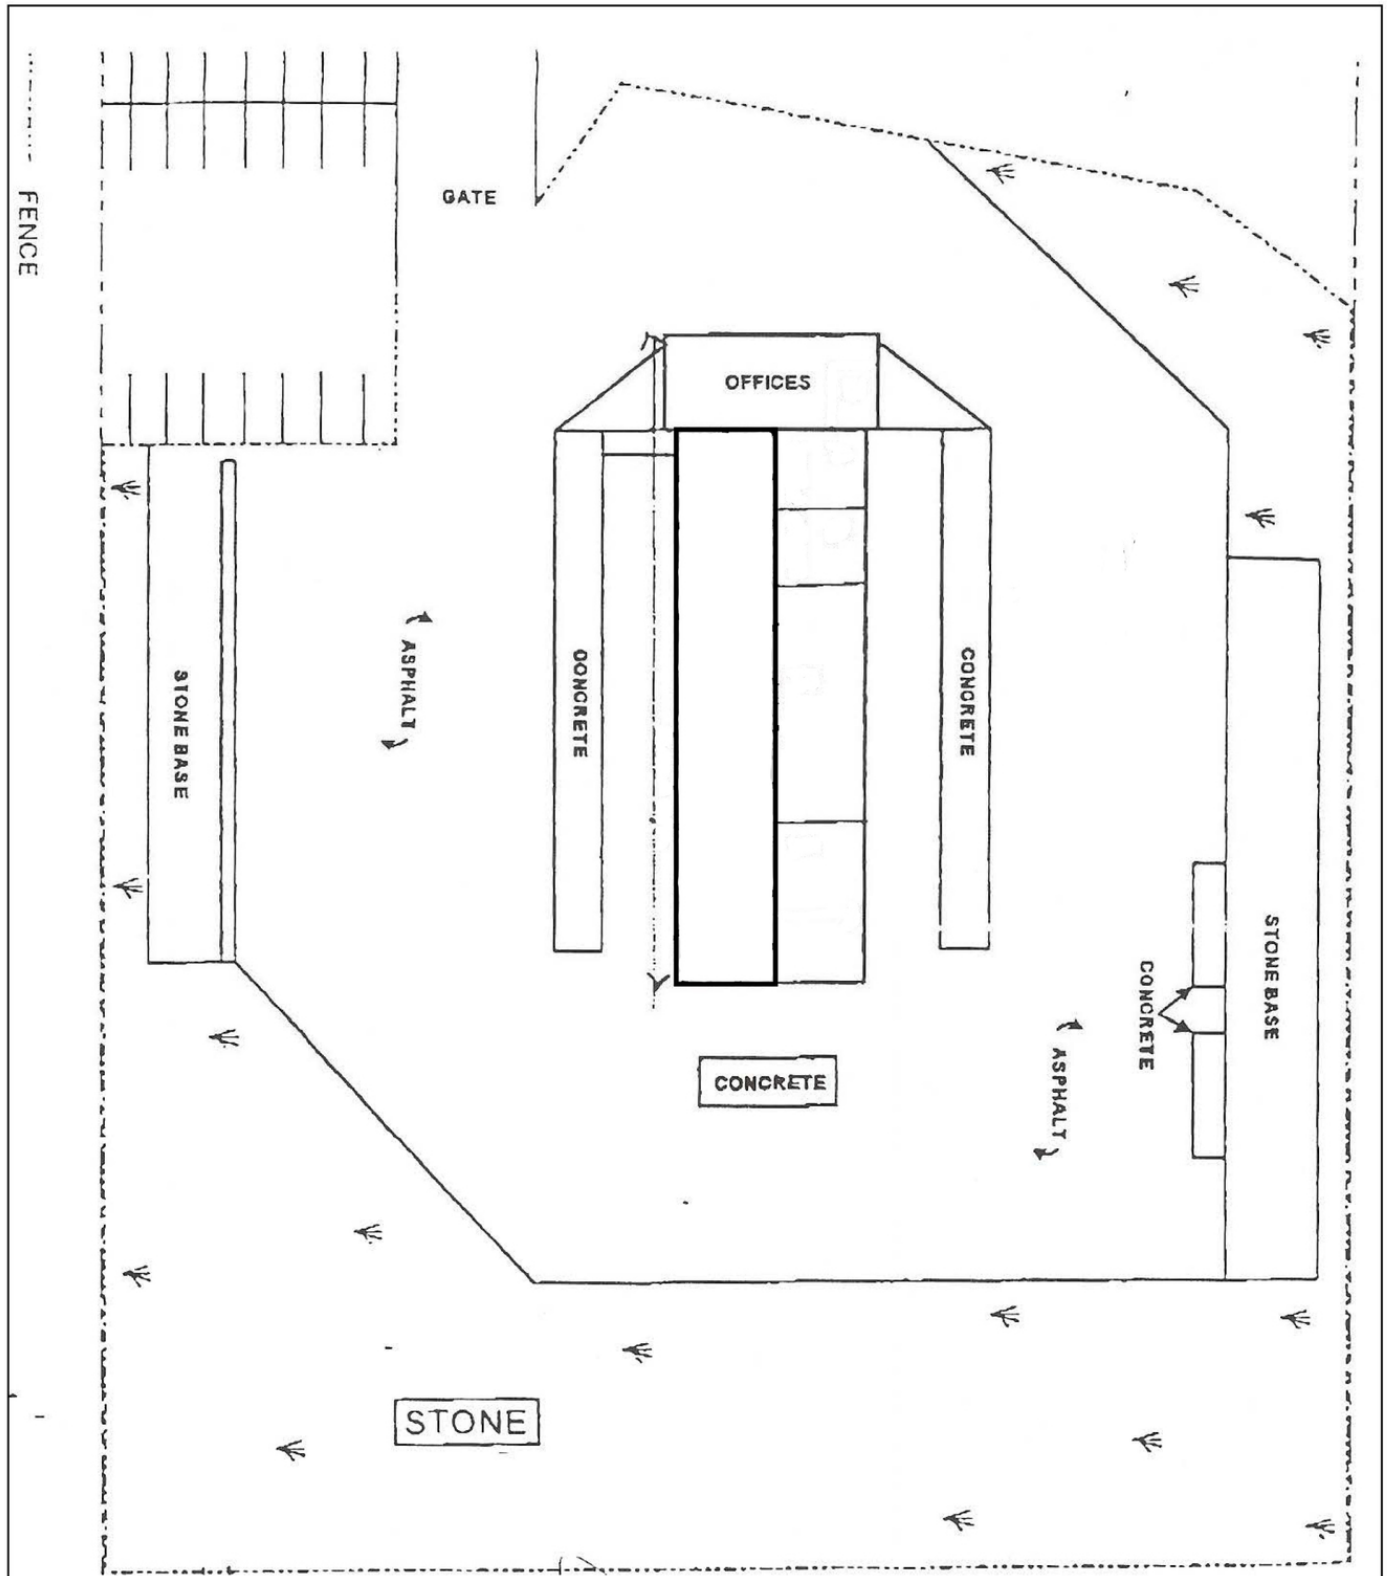 FENCE
GATE
OFFICES
STONE BASE
ASPHALT
CONCRETE
CONCRETE
STONE BASE
CONCRETE
ASPHALT
CONCRETE
STONE